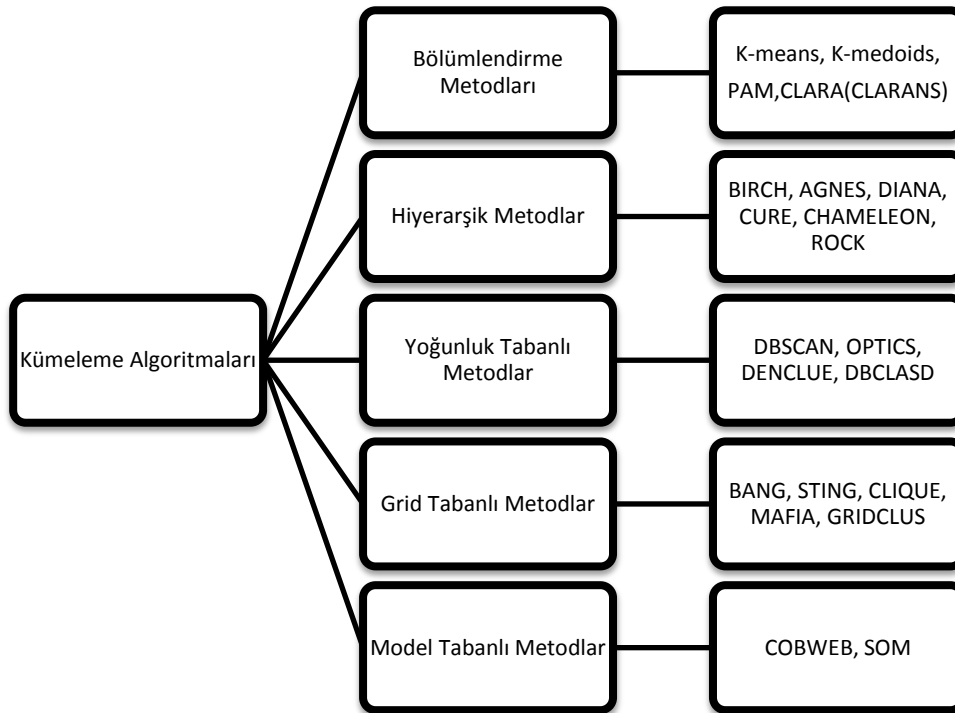 Bölümlendirme
Metodları
K-means, K-medoids,
PAM,CLARA(CLARANS)
Hiyerarşik Metodlar
BIRCH, AGNES, DIANA,
CURE, CHAMELEON,
ROCK
Kümeleme Algoritmaları
Yoğunluk Tabanlı
Metodlar
DBSCAN, OPTICS,
DENCLUE, DBCLASD
Grid Tabanlı Metodlar
BANG, STING, CLIQUE,
MAFIA, GRIDCLUS
Model Tabanlı Metodlar
COBWEB, SOM